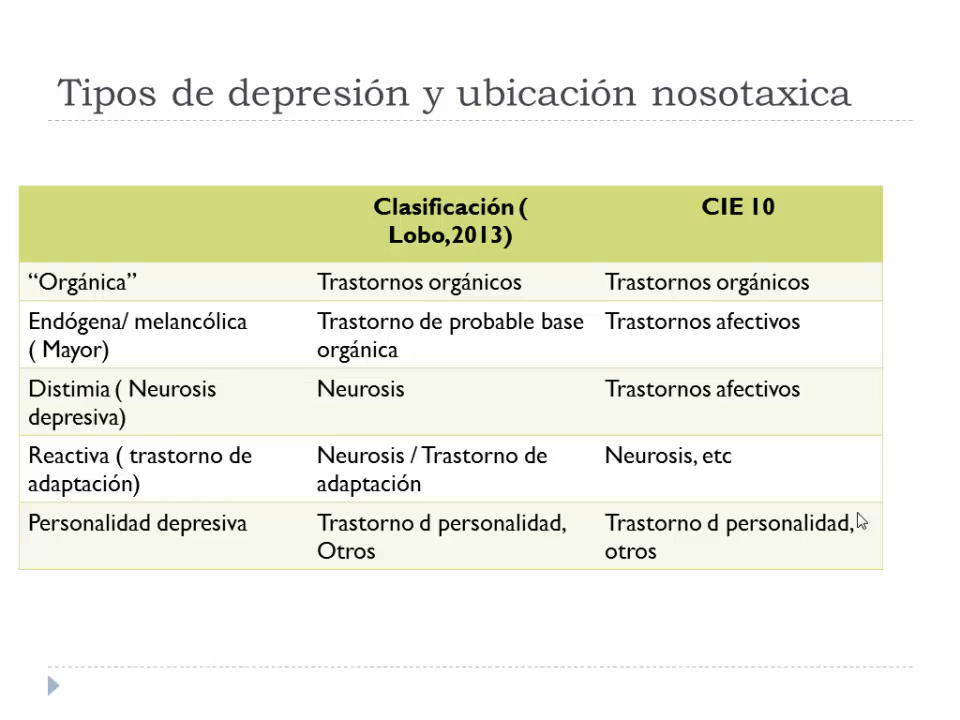 Tipos de depresión y ubicación nosotaxica
Clasificación (
Lobo,2013)
CIE 10
“Orgánica”
Trastornos orgánicos
Trastornos orgánicos
Endógena/ melancólica
( Mayor)
Trastorno de probable base
orgánica
Trastornos afectivos
Distimia ( Neurosis
depresiva)
Neurosis
Trastornos afectivos
Reactiva ( trastorno de
adaptación)
Neurosis / Trastorno de
adaptación
Neurosis, etc
Personalidad depresiva
Trastorno d personalidad,
Otros
Trastorno d personalidad,
otros